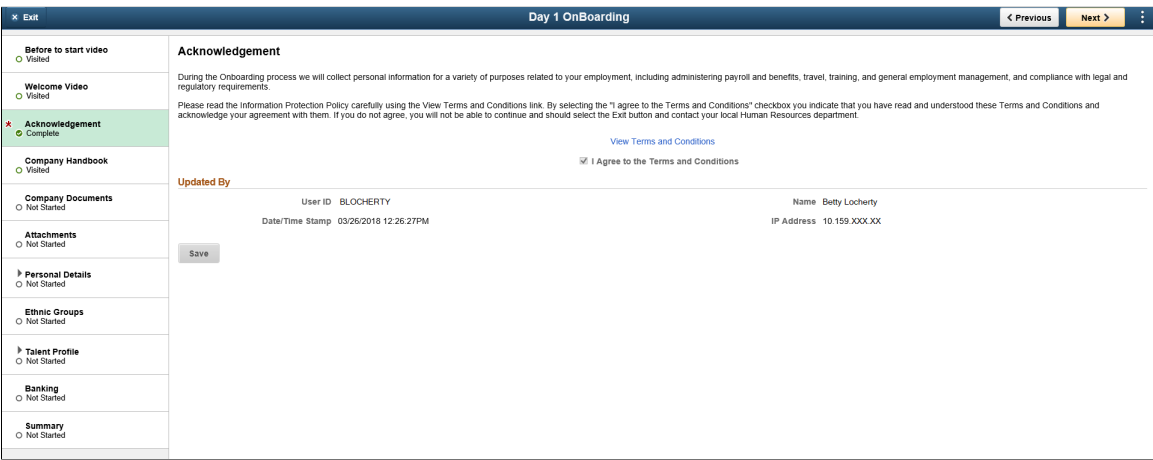 Exit
Day 1 OnBoarding
Previous
Next
Before to start video
Visited
Welcome Video
Visited
* Acknowledgement
Complete
Company Handbook
Visited
Company Documents
Not Started
Attachments
Not Started
Personal Details
Not Started
Ethnic Groups
Not Started
Talent Profile
Not Started
Banking
Not Started
Summary
Not Started
Acknowledgement
During the Onboarding process we will collect personal information for a variety of purposes related to your employment, including administering payroll and benefits, travel, training, and general employment management, and compliance with legal and
regulatory requirements.
Please read the Information Protection Policy carefully using the View Terms and Conditions link. By selecting the "I agree to the Terms and Conditions" checkbox you indicate that you have read and understood these Terms and Conditions and
acknowledge your agreement with them. If you do not agree, you will not be able to continue and should select the Exit button and contact your local Human Resources department.
View Terms and Conditions
I Agree to the Terms and Conditions
Updated By
User ID BLOCHERTY Name Betty Locherty
Date/Time Stamp 03/26/2018 12:26:27PM IP Address 10.159.XXX.XX
Save